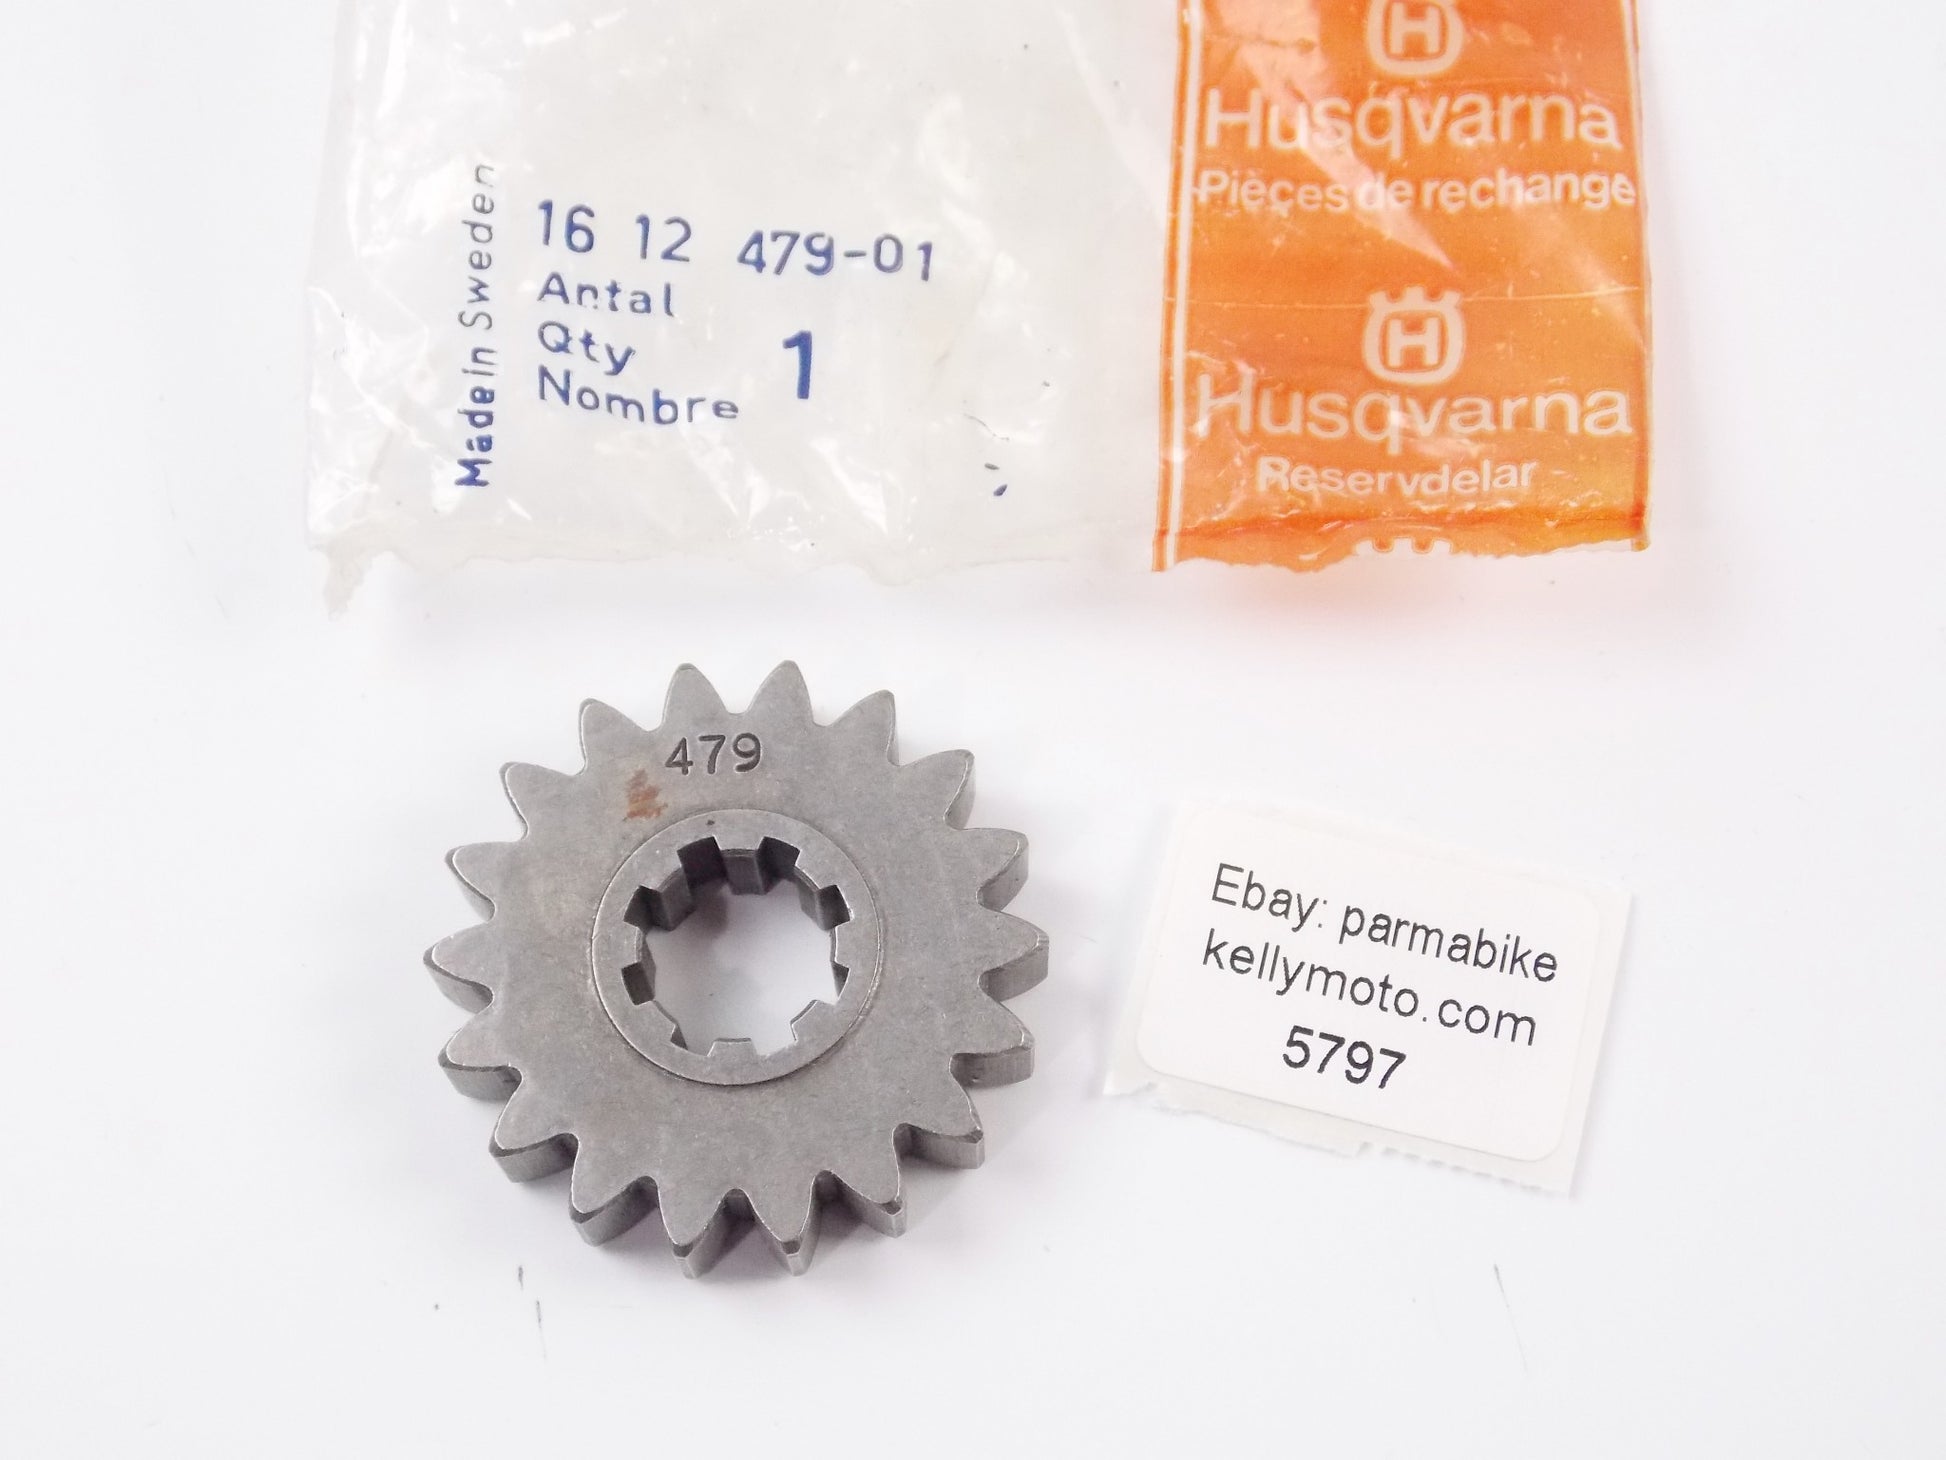 Made in Sweden
16 12 479-01
Antal
Qty
Nombre 1
H
Husqvarna
Pièces de rechange
H
Husqvarna
Reservdelar
479
Ebay: parmabike
kellymoto.com
5797